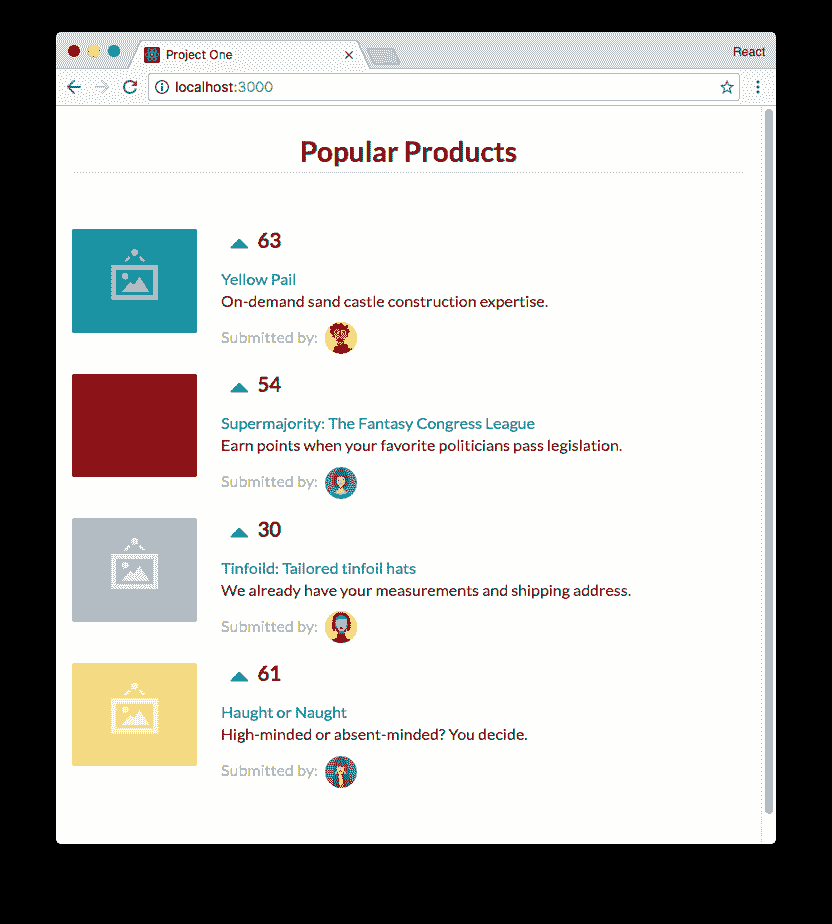 Project One
React
localhost:3000
Popular Products
63
Yellow Pail
On-demand sand castle construction expertise.
Submitted by:
54
Supermajority: The Fantasy Congress League
Earn points when your favorite politicians pass legislation.
Submitted by:
30
Tinfoild: Tailored tinfoil hats
We already have your measurements and shipping address.
Submitted by:
61
Haught or Naught
High-minded or absent-minded? You decide.
Submitted by: